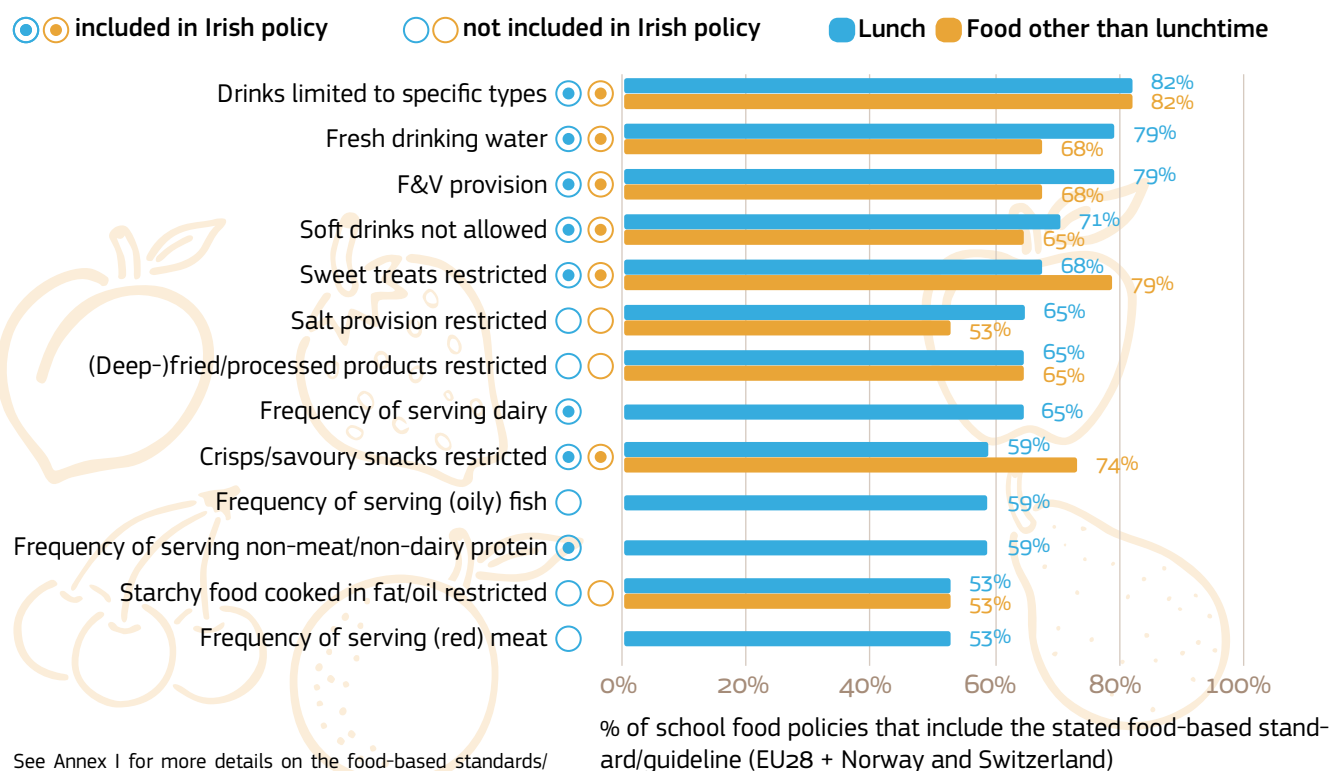 included in Irish policy not included in Irish policy Lunch Food other than lunchtime
Drinks limited to specific types 82%
82%
Fresh drinking water 79%
68%
F&V provision 79%
68%
Soft drinks not allowed 71%
65%
Sweet treats restricted 68%
79%
Salt provision restricted 65%
53%
(Deep-)fried/processed products restricted 65%
65%
Frequency of serving dairy 65%
Crisps/savoury snacks restricted 59%
74%
Frequency of serving (oily) fish 59%
Frequency of serving non-meat/non-dairy protein 59%
Starchy food cooked in fat/oil restricted 53%
53%
Frequency of serving (red) meat 53%
0% 20% 40% 60% 80% 100%
% of school food policies that include the stated food-based stand-
ard/guideline (EU28 + Norway and Switzerland)
See Annex I for more details on the food-based standards/